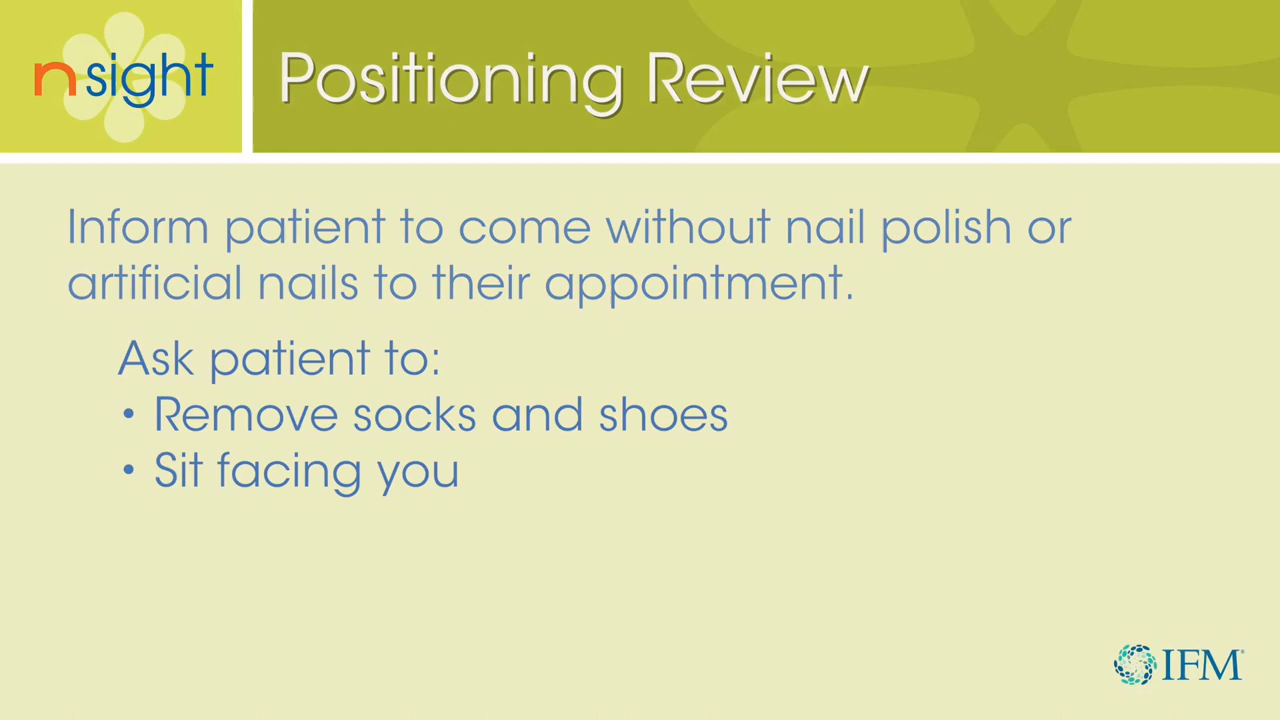 nsight
Positioning Review
Inform patient to come without nail polish or
artificial nails to their appointment.
Ask patient to:
• Remove socks and shoes
• Sit facing you
IFM